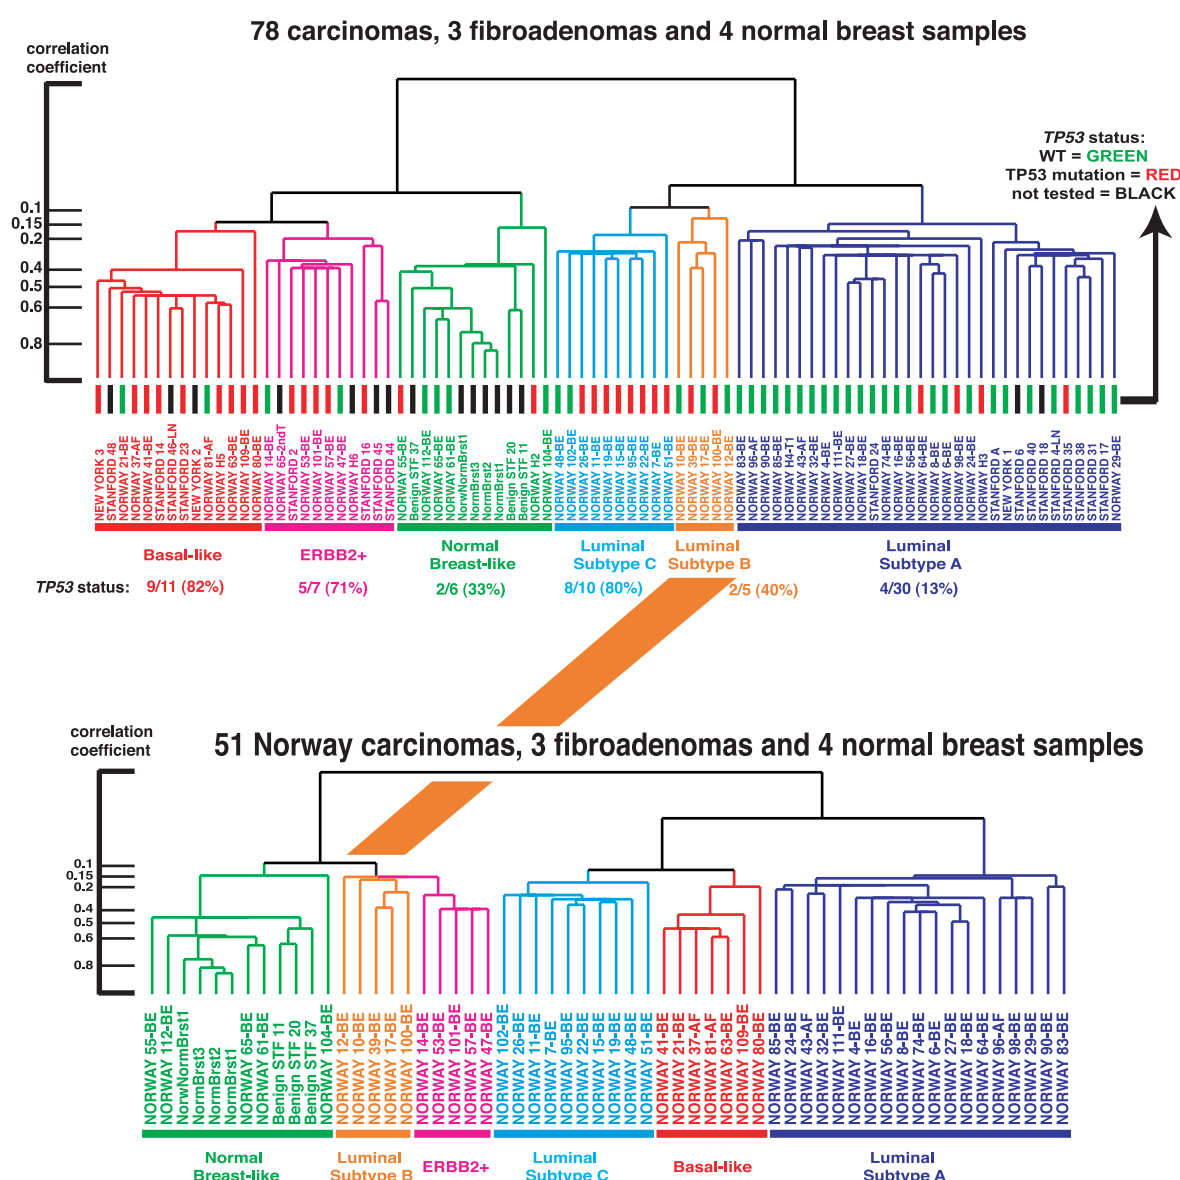 78 carcinomas, 3 fibroadenomas and 4 normal breast samples
correlation
coefficient
TP53 status:
WT = GREEN
TP53 mutation = RED
not tested = BLACK
0.1
0.15
0.2
0.4
0.5
0.6
0.8
NEW YORK 3
STANFORD 48
NORWAY 21-BE
NORWAY 37-AF
NORWAY 41-BE
STANFORD 14
STANFORD 46-LN
STANFORD 23
NEW YORK 2
NORWAY 81-AF
NORWAY H5
NORWAY 63-BE
NORWAY 109-BE
NORWAY 80-BE
NORWAY 14-BE
NORWAY 65-2ndT
STANFORD 2
NORWAY 53-BE
NORWAY 101-BE
NORWAY 57-BE
NORWAY 47-BE
NORWAY H6
STANFORD 16
STANFORD 45
STANFORD 44
NORWAY 55-BE
Benign STF 37
NORWAY 112-BE
NORWAY 65-BE
NORWAY 61-BE
NorwNormBrst1
NormBrst3
NormBrst2
NormBrst1
Benign STF 20
Benign STF 11
NORWAY H2
NORWAY 104-BE
NORWAY 48-BE
NORWAY 102-BE
NORWAY 26-BE
NORWAY 11-BE
NORWAY 19-BE
NORWAY 15-BE
NORWAY 95-BE
NORWAY 22-BE
NORWAY 7-BE
NORWAY 51-BE
NORWAY 10-BE
NORWAY 39-BE
NORWAY 17-BE
NORWAY 100-BE
NORWAY 12-BE
NORWAY 83-BE
NORWAY 96-AF
NORWAY 90-BE
NORWAY 85-BE
NORWAY H4-T1
NORWAY 43-AF
NORWAY 32-BE
NORWAY 4-BE
NORWAY 111-BE
NORWAY 27-BE
NORWAY 18-BE
STANFORD 24
NORWAY 74-BE
NORWAY 16-BE
NORWAY 56-BE
NORWAY 64-BE
NORWAY 8-BE
NORWAY 6-BE
NORWAY 98-BE
NORWAY 24-BE
NORWAY H3
STANFORD A
NEW YORK 1
STANFORD 6
STANFORD 40
STANFORD 18
STANFORD 4-LN
STANFORD 35
STANFORD 38
STANFORD 31
STANFORD 17
NORWAY 29-BE
Basal-like
ERBB2+
Normal
Breast-like
Luminal
Subtype C
Luminal
Subtype B
Luminal
Subtype A
TP53 status: 9/11 (82%) 5/7 (71%) 2/6 (33%) 8/10 (80%) 2/5 (40%) 4/30 (13%)
correlation
coefficient
51 Norway carcinomas, 3 fibroadenomas and 4 normal breast samples
0.1
0.15
0.2
0.4
0.5
0.6
0.8
NORWAY 55-BE
NORWAY 112-BE
NorwNormBrst1
NormBrst3
NormBrst2
NormBrst1
NORWAY 65-BE
NORWAY 61-BE
Benign STF 11
Benign STF 20
Benign STF 37
NORWAY 104-BE
NORWAY 12-BE
NORWAY 10-BE
NORWAY 39-BE
NORWAY 17-BE
NORWAY 100-BE
NORWAY 14-BE
NORWAY 53-BE
NORWAY 101-BE
NORWAY 57-BE
NORWAY 47-BE
NORWAY 102-BE
NORWAY 26-BE
NORWAY 11-BE
NORWAY 7-BE
NORWAY 95-BE
NORWAY 22-BE
NORWAY 15-BE
NORWAY 19-BE
NORWAY 48-BE
NORWAY 51-BE
NORWAY 41-BE
NORWAY 21-BE
NORWAY 37-AF
NORWAY 81-AF
NORWAY 63-BE
NORWAY 109-BE
NORWAY 80-BE
NORWAY 85-BE
NORWAY 24-BE
NORWAY 43-AF
NORWAY 32-BE
NORWAY 111-BE
NORWAY 4-BE
NORWAY 16-BE
NORWAY 56-BE
NORWAY 8-BE
NORWAY 74-BE
NORWAY 6-BE
NORWAY 27-BE
NORWAY 18-BE
NORWAY 64-BE
NORWAY 96-AF
NORWAY 98-BE
NORWAY 29-BE
NORWAY 90-BE
NORWAY 83-BE
Normal
Breast-like
Luminal
Subtype B
ERBB2+
Luminal
Subtype C
Basal-like
Luminal
Subtype A